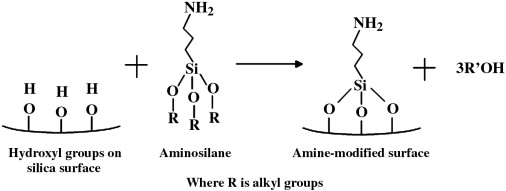 NH2
NH2
H H H
O O O
+
Si
O O O
R R R
Si
O O O
+
3R'OH
Hydroxyl groups on
silica surface
Aminosilane
Amine-modified surface
Where R is alkyl groups